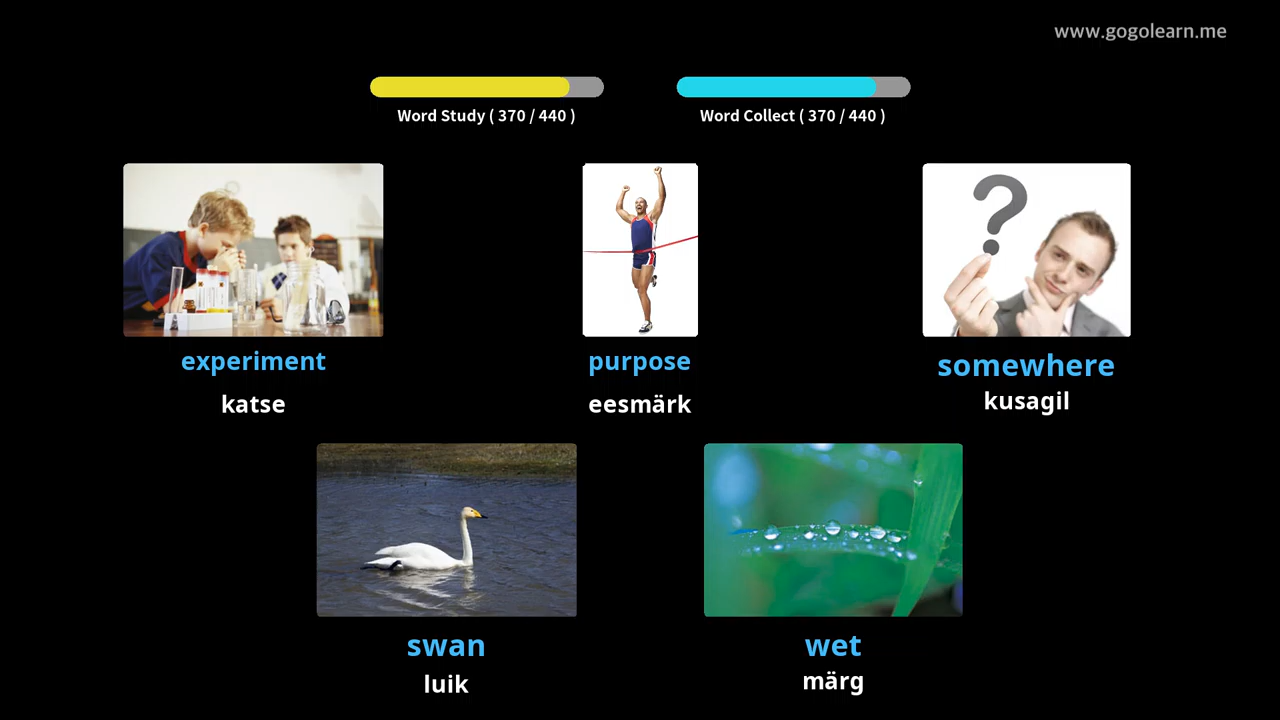 www.gogolearn.me
Word Study ( 370 / 440 )
Word Collect ( 370 / 440 )
experiment
katse
purpose
eesmärk
somewhere
kusagil
swan
luik
wet
märg